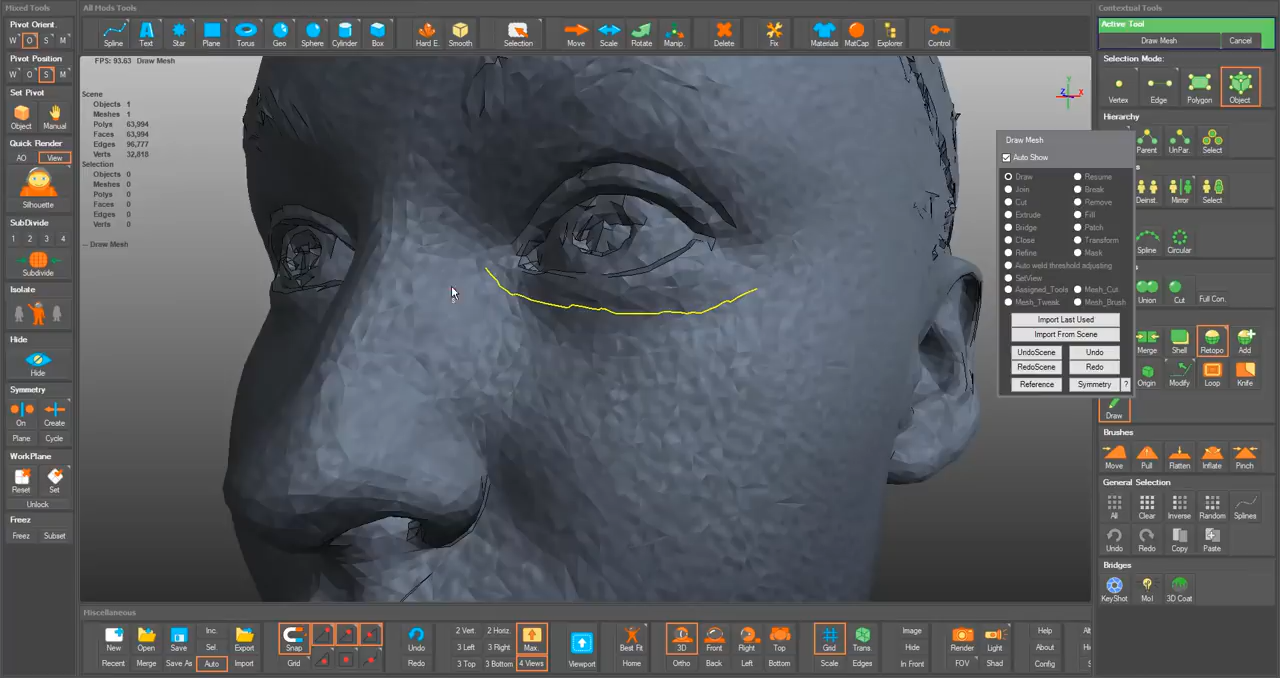 Mixed Tools
Pivot Orient.
W O S M
Pivot Position
W O S M
Set Pivot
Object Manual
Quick Render
AO View
Silhouette
SubDivide
1 2 3 4
Subdivide
Isolate
Hide
Hide
Symmetry
On Create
Plane Cycle
WorkPlane
Reset Set
Unlock
Freez
Freez Subset
All Mods Tools
Spline Text Star Plane Torus Geo Sphere Cylinder Box Hard E. Smooth Selection Move Scale Rotate Manip. Delete Fix Materials MatCap Explorer Control
FPS: 93.63 Draw Mesh
Scene
Objects 1
Meshes 1
Polys 63,994
Faces 63,994
Edges 96,777
Verts 32,818
Selection
Objects 0
Meshes 0
Polys 0
Faces 0
Edges 0
Verts 0
-- Draw Mesh
Y
Z X
Draw Mesh
Auto Show
Draw Resume
Join Break
Cut Remove
Extrude Fill
Bridge Patch
Close Transform
Refine Mask
Auto weld threshold adjusting
SetView
Assigned_Tools Mesh_Cut
Mesh_Tweak Mesh_Brush
Import Last Used
Import From Scene
UndoScene Undo
RedoScene Redo
Reference Symmetry ?
Contextual Tools
Active Tool
Draw Mesh Cancel
Selection Mode:
Vertex Edge Polygon Object
Hierarchy
Parent UnPar. Select
Deinst. Mirror Select
Spline Circular
Union Cut Full Con.
Merge Shell Retopo Add
Origin Modify Loop Knife
Draw
Brushes
Move Pull Flatten Inflate Pinch
General Selection
All Clear Inverse Random Splines
Undo Redo Copy Paste
Bridges
KeyShot MoI 3D Coat
Miscellaneous
New Open Save Inc. Export Snap Undo 2 Vert. 2 Horz. Max. Viewport Best Fit 3D Front Right Top Grid Trans. Image Render Light Help
Sel. 3 Left 3 Right Hide About
Recent Merge Save As Auto Import Grid Redo 3 Top 3 Bottom 4 Views Home Ortho Back Left Bottom Scale Edges In Front FOV Shad Config